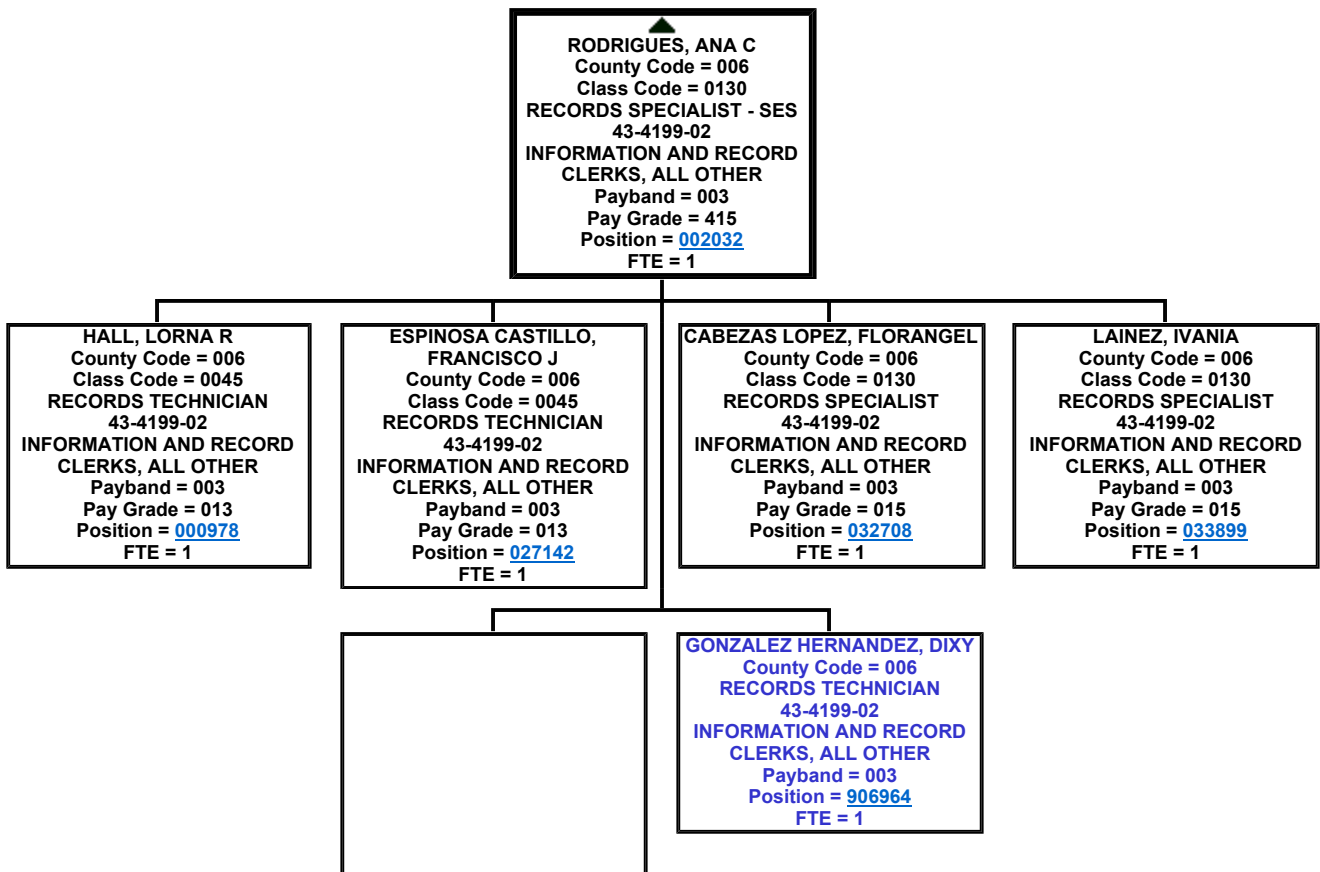 RODRIGUES, ANA C
County Code = 006
Class Code = 0130
RECORDS SPECIALIST - SES
43-4199-02
INFORMATION AND RECORD
CLERKS, ALL OTHER
Payband = 003
Pay Grade = 415
Position = 002032
FTE = 1
HALL, LORNA R
County Code = 006
Class Code = 0045
RECORDS TECHNICIAN
43-4199-02
INFORMATION AND RECORD
CLERKS, ALL OTHER
Payband = 003
Pay Grade = 013
Position = 000978
FTE = 1
ESPINOSA CASTILLO,
FRANCISCO J
County Code = 006
Class Code = 0045
RECORDS TECHNICIAN
43-4199-02
INFORMATION AND RECORD
CLERKS, ALL OTHER
Payband = 003
Pay Grade = 013
Position = 027142
FTE = 1
CABEZAS LOPEZ, FLORANGEL
County Code = 006
Class Code = 0130
RECORDS SPECIALIST
43-4199-02
INFORMATION AND RECORD
CLERKS, ALL OTHER
Payband = 003
Pay Grade = 015
Position = 032708
FTE = 1
LAINEZ, IVANIA
County Code = 006
Class Code = 0130
RECORDS SPECIALIST
43-4199-02
INFORMATION AND RECORD
CLERKS, ALL OTHER
Payband = 003
Pay Grade = 015
Position = 033899
FTE = 1
GONZALEZ HERNANDEZ, DIXY
County Code = 006
RECORDS TECHNICIAN
43-4199-02
INFORMATION AND RECORD
CLERKS, ALL OTHER
Payband = 003
Position = 906964
FTE = 1